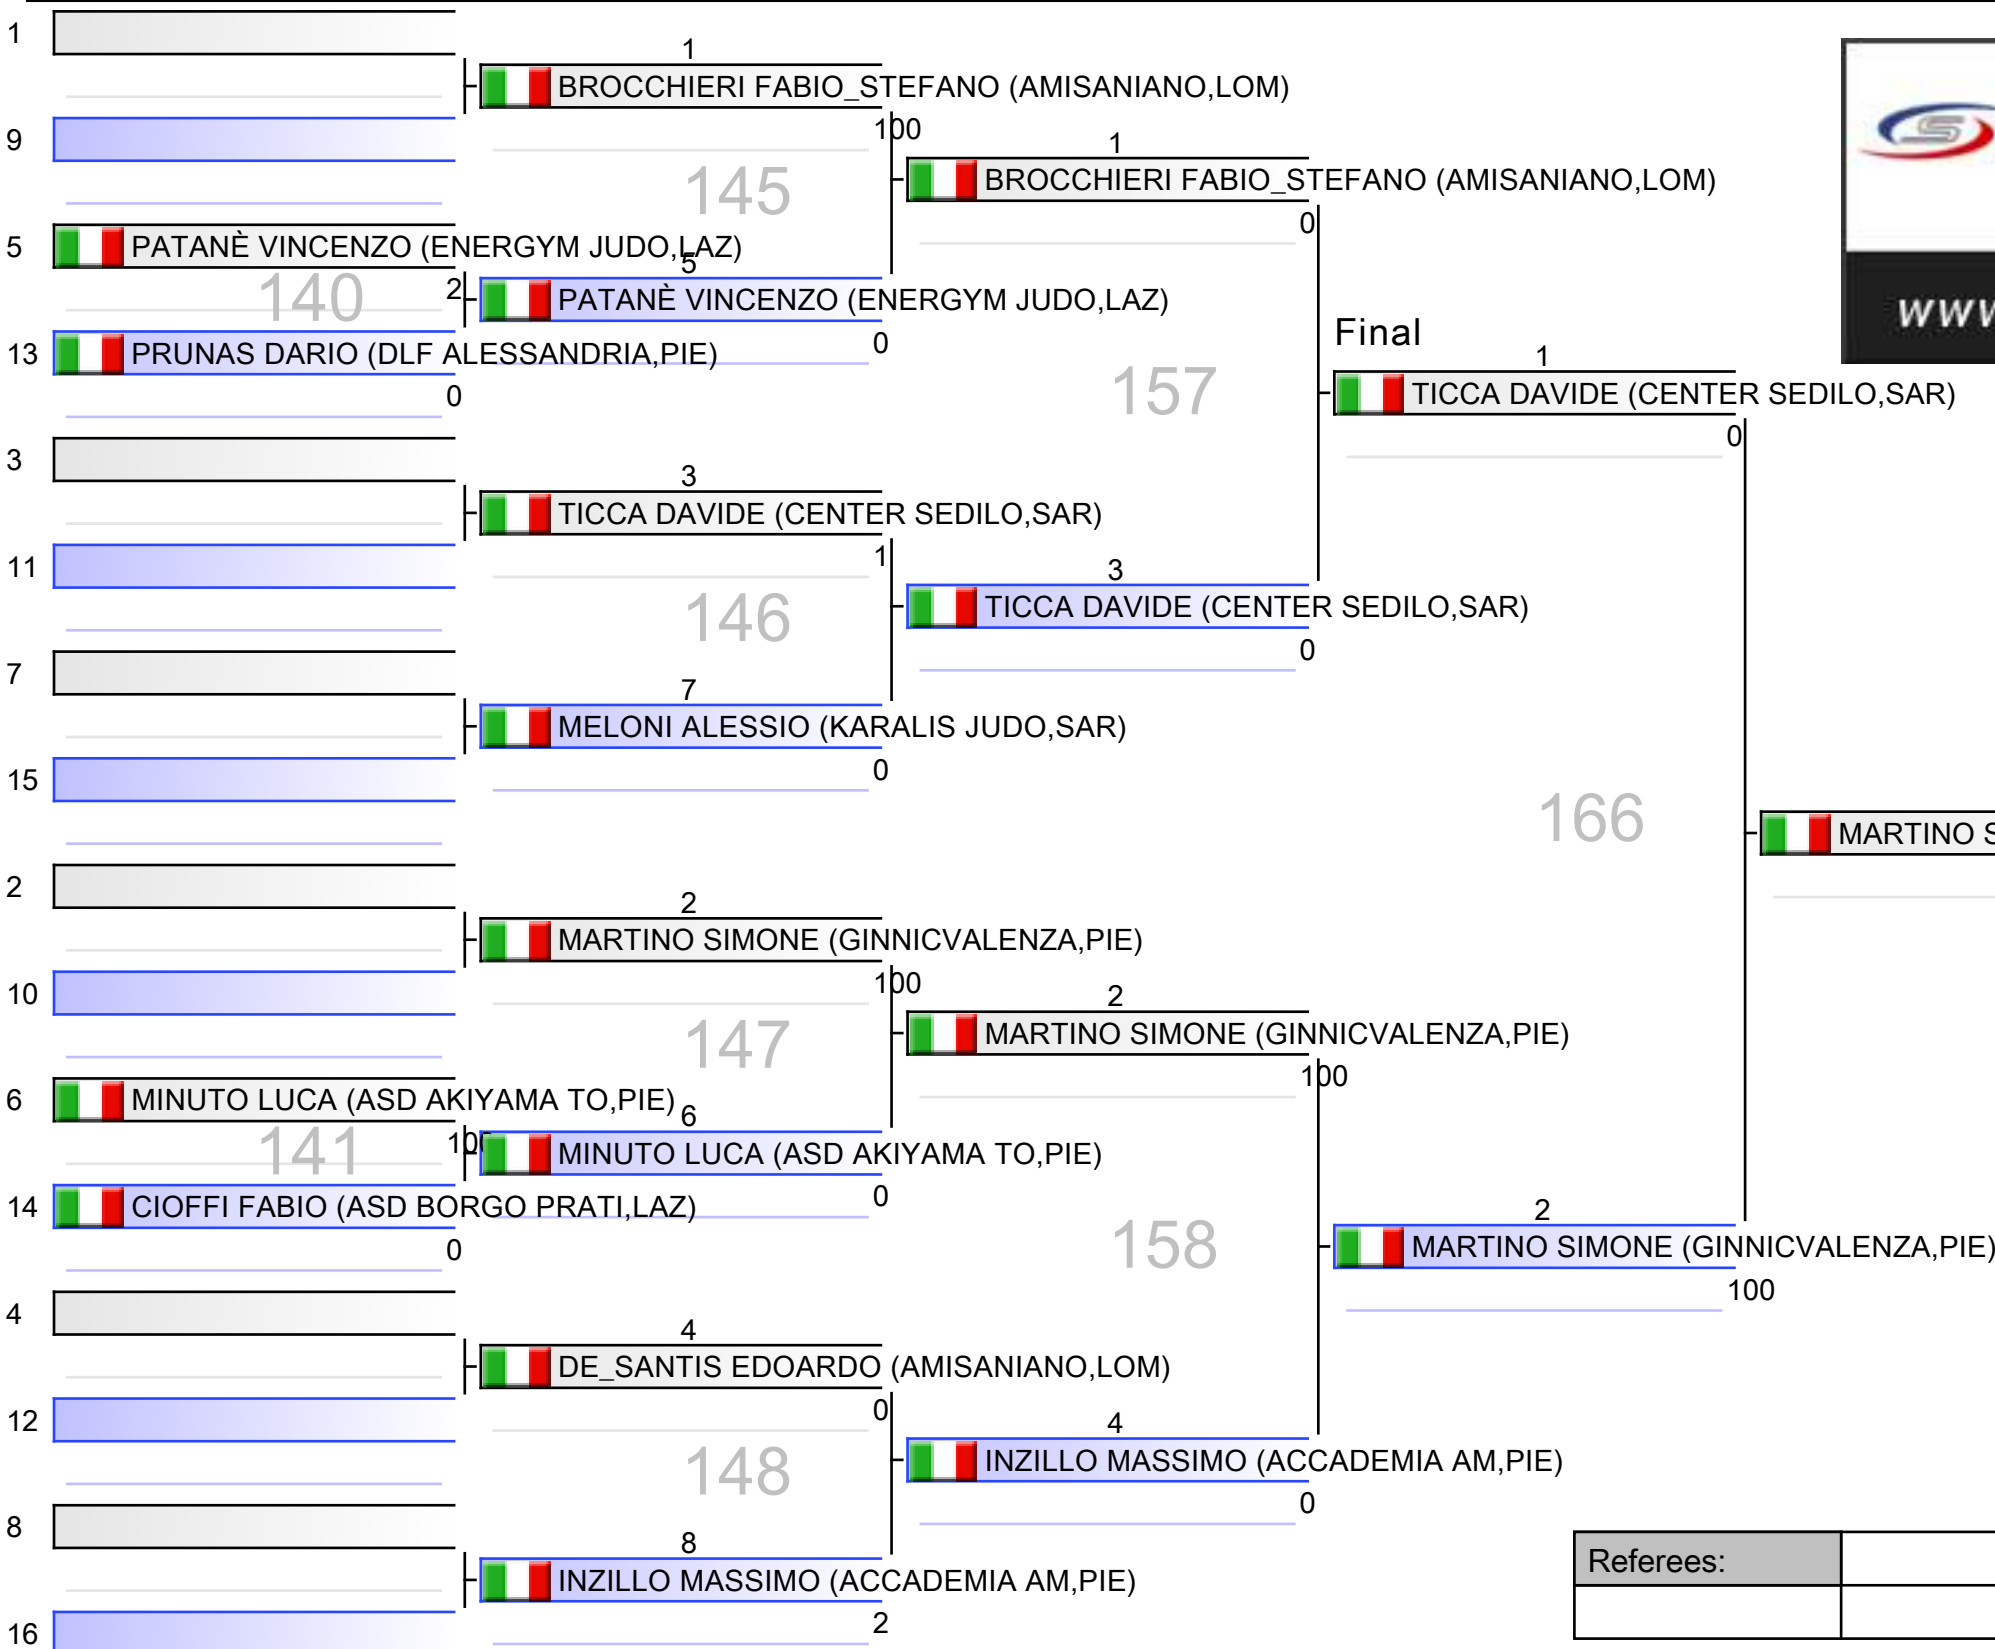 1
1
BROCCHIERI FABIO_STEFANO (AMISANIANO,LOM)
100
9
1
BROCCHIERI FABIO_STEFANO (AMISANIANO,LOM)
0
145
5
PATANÈ VINCENZO (ENERGYM JUDO,LAZ)
5
140
2
PATANÈ VINCENZO (ENERGYM JUDO,LAZ)
0
13
PRUNAS DARIO (DLF ALESSANDRIA,PIE)
0
WWW
Final
157
1
TICCA DAVIDE (CENTER SEDILO,SAR)
0
3
3
TICCA DAVIDE (CENTER SEDILO,SAR)
1
11
3
TICCA DAVIDE (CENTER SEDILO,SAR)
0
146
7
7
MELONI ALESSIO (KARALIS JUDO,SAR)
0
15
166
MARTINO S
2
2
MARTINO SIMONE (GINNICVALENZA,PIE)
100
10
2
MARTINO SIMONE (GINNICVALENZA,PIE)
100
147
6
MINUTO LUCA (ASD AKIYAMA TO,PIE)
6
141
100
MINUTO LUCA (ASD AKIYAMA TO,PIE)
0
14
CIOFFI FABIO (ASD BORGO PRATI,LAZ)
0
158
2
MARTINO SIMONE (GINNICVALENZA,PIE)
100
4
4
DE_SANTIS EDOARDO (AMISANIANO,LOM)
0
12
4
INZILLO MASSIMO (ACCADEMIA AM,PIE)
0
148
8
8
INZILLO MASSIMO (ACCADEMIA AM,PIE)
2
16
Referees: